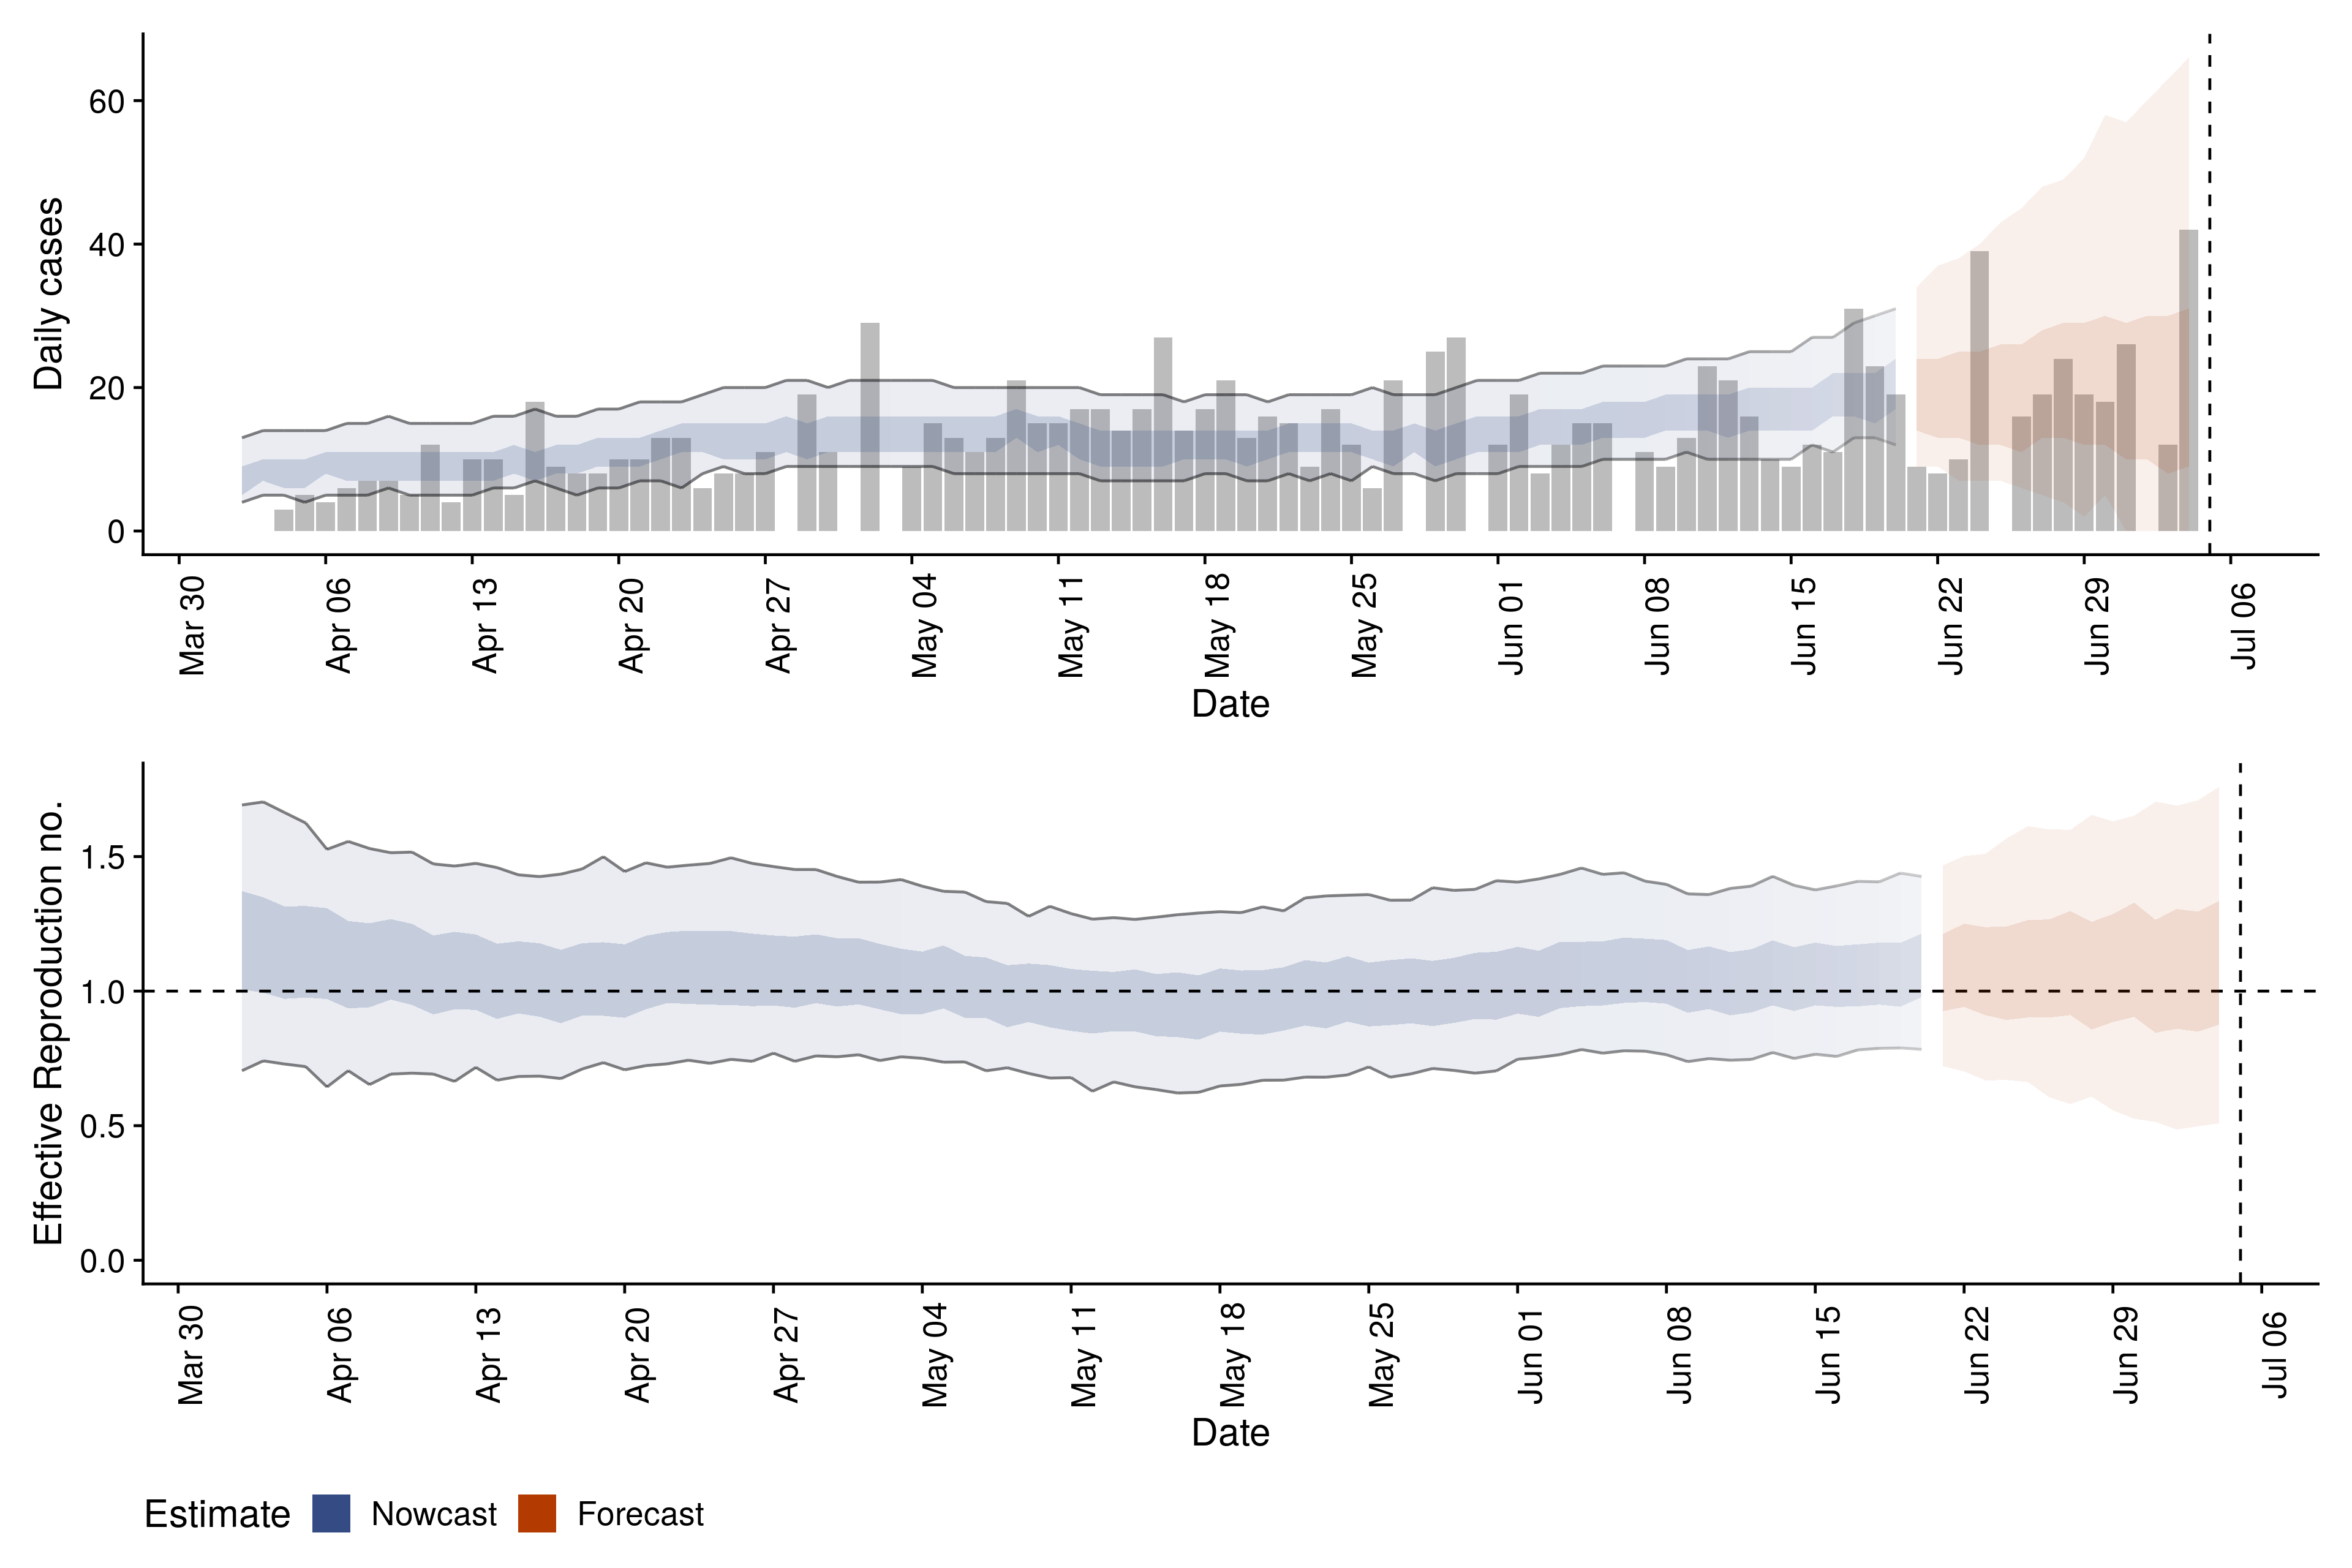 Daily cases
60
40
20
0
Mar 30
Apr 06
Apr 13
Apr 20
Apr 27
May 04
May 11
May 18
May 25
Jun 01
Jun 08
Jun 15
Jun 22
Jun 29
Jul 06
Date
Effective Reproduction no.
1.5
1.0
0.5
0.0
Mar 30
Apr 06
Apr 13
Apr 20
Apr 27
May 04
May 11
May 18
May 25
Jun 01
Jun 08
Jun 15
Jun 22
Jun 29
Jul 06
Date
Estimate Nowcast Forecast